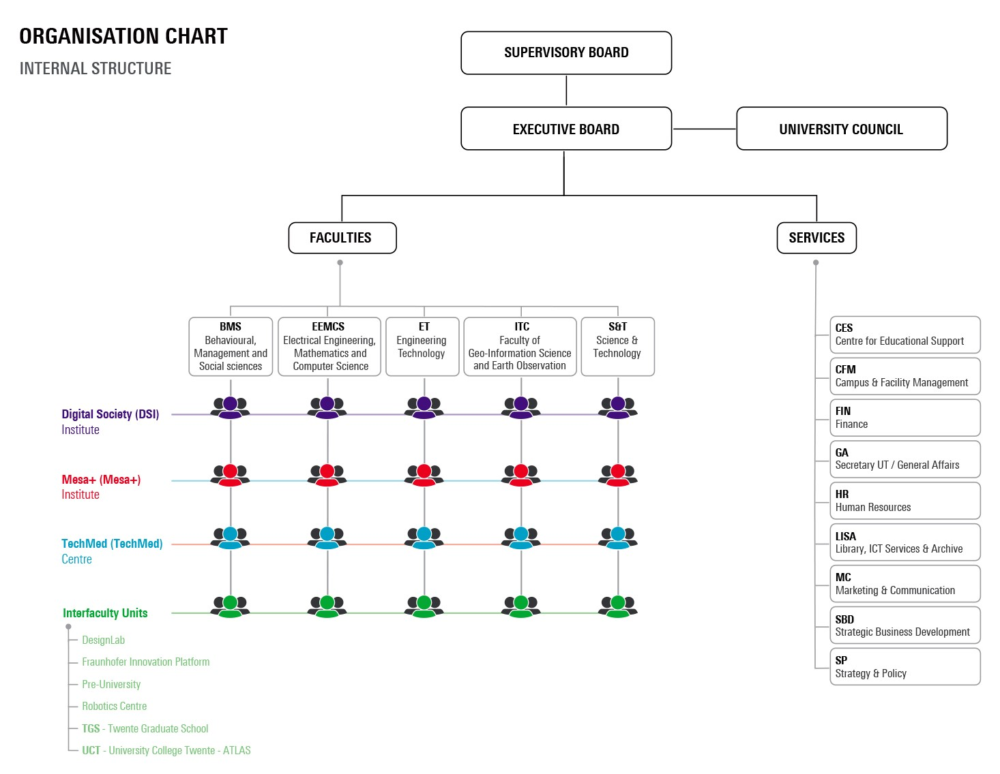 ORGANISATION CHART
INTERNAL STRUCTURE
SUPERVISORY BOARD
EXECUTIVE BOARD
UNIVERSITY COUNCIL
FACULTIES
SERVICES
BMS
Behavioural,
Management and
Social sciences
EEMCS
Electrical Engineering,
Mathematics and
Computer Science
ET
Engineering
Technology
ITC
Faculty of
Geo-Information Science
and Earth Observation
S&T
Science &
Technology
Digital Society (DSI)
Institute
Mesa+ (Mesa+)
Institute
TechMed (TechMed)
Centre
Interfaculty Units
DesignLab
Fraunhofer Innovation Platform
Pre-University
Robotics Centre
TGS - Twente Graduate School
UCT - University College Twente - ATLAS
CES
Centre for Educational Support
CFM
Campus & Facility Management
FIN
Finance
GA
Secretary UT / General Affairs
HR
Human Resources
LISA
Library, ICT Services & Archive
MC
Marketing & Communication
SBD
Strategic Business Development
SP
Strategy & Policy